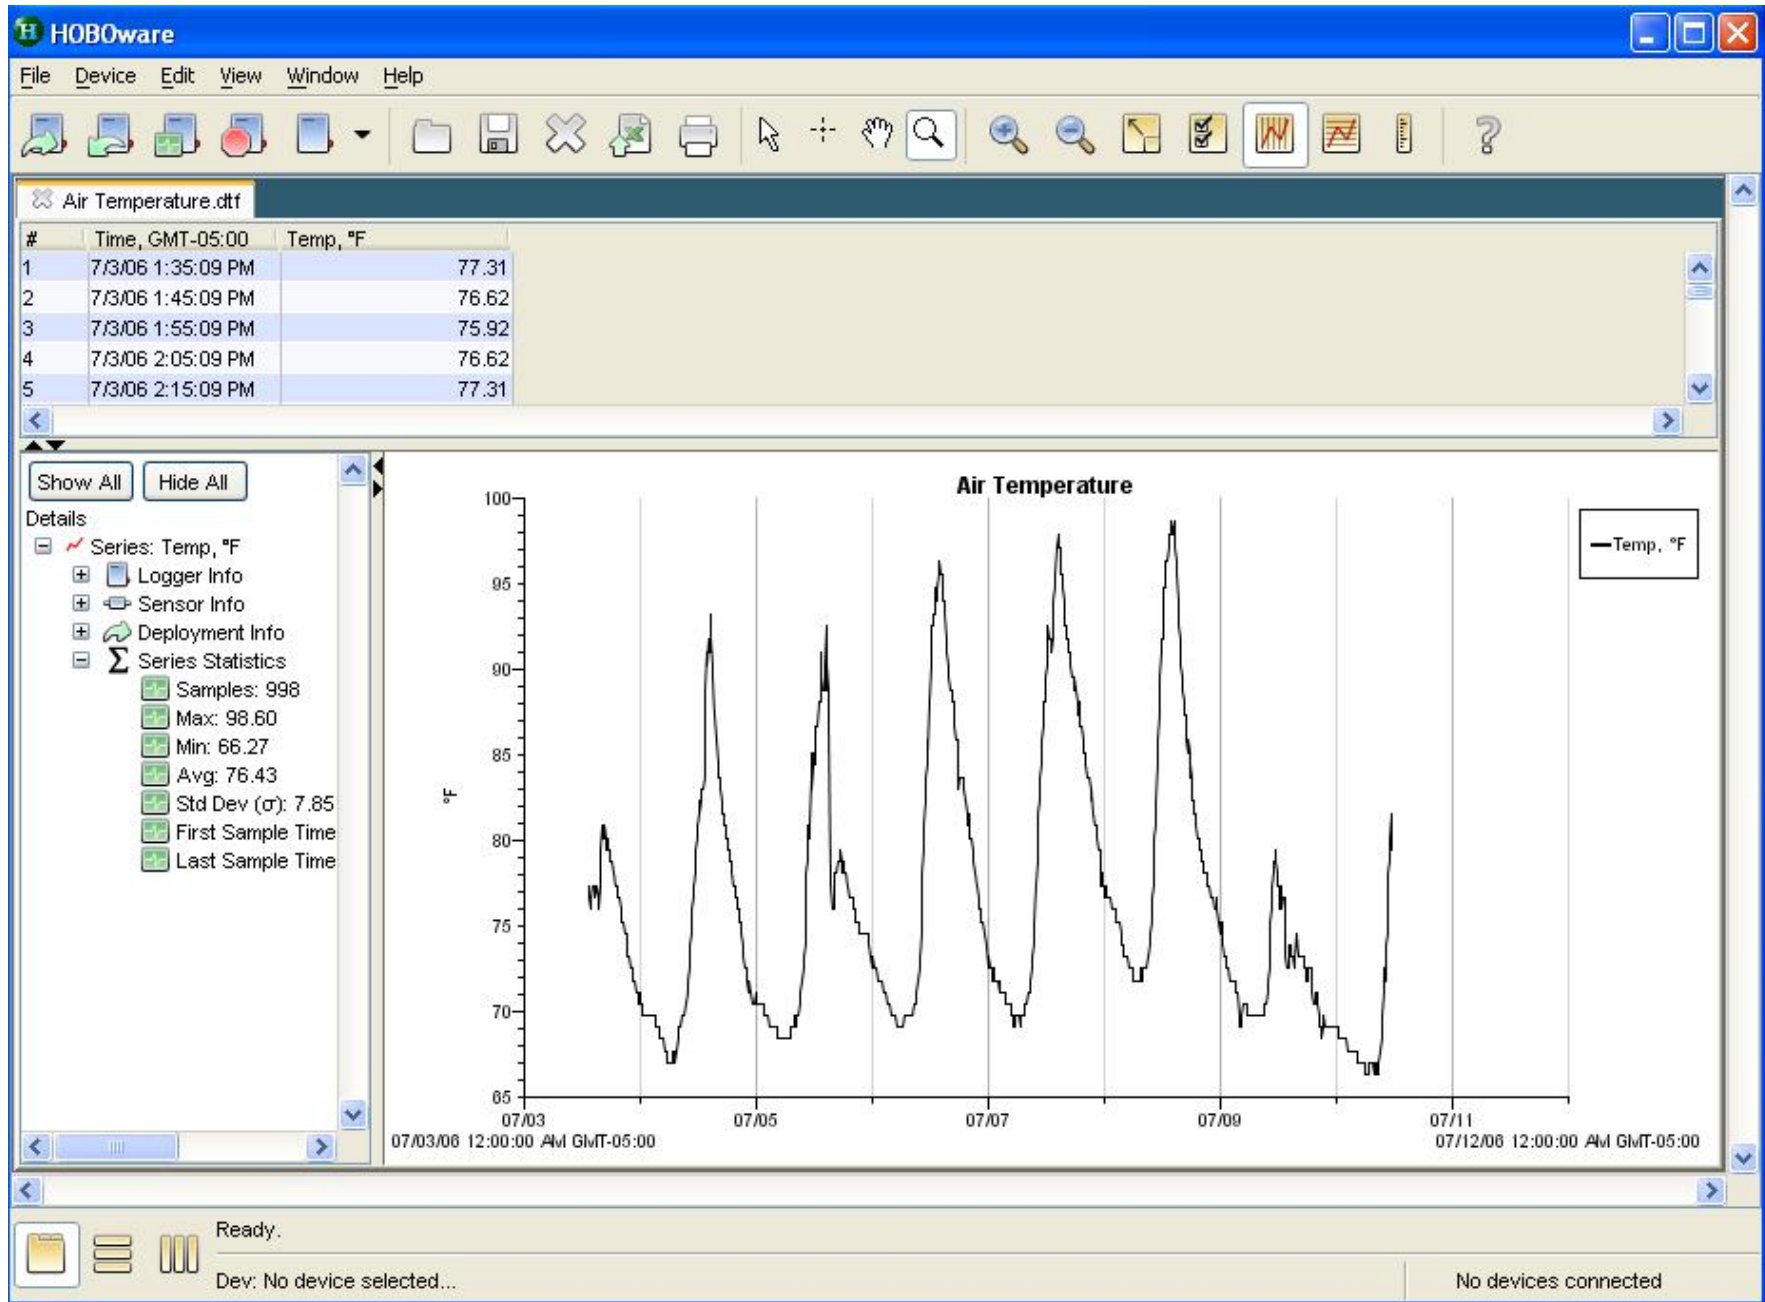 HOBOware
File Device Edit View Window Help
Air Temperature.dtf
# Time, GMT-05:00 Temp, °F
1 7/3/06 1:35:09 PM 77.31
2 7/3/06 1:45:09 PM 76.62
3 7/3/06 1:55:09 PM 75.92
4 7/3/06 2:05:09 PM 76.62
5 7/3/06 2:15:09 PM 77.31
Show All Hide All
Details
Series: Temp, °F
Logger Info
Sensor Info
Deployment Info
Σ Series Statistics
Samples: 998
Max: 98.60
Min: 66.27
Avg: 76.43
Std Dev (σ): 7.85
First Sample Time
Last Sample Time
Air Temperature
Temp, °F
100
95
90
85
80
75
70
65
°F
07/03 07/05 07/07 07/09 07/11
07/03/06 12:00:00 AM GMT-05:00 07/12/06 12:00:00 AM GMT-05:00
Ready.
Dev: No device selected... No devices connected